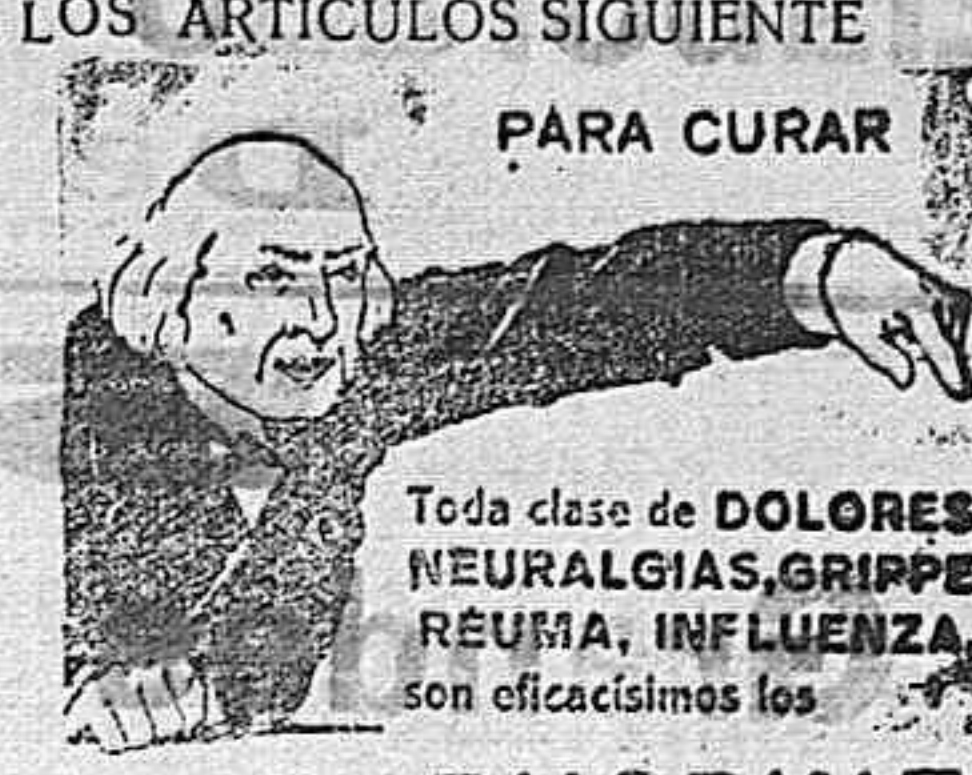 LOS ARTICULOS SIGUIENTE
PARA CURAR
Toda clase de DOLORES
NEURALGIAS, GRIPPE
REUMA, INFLUENZA,
son eficacísimos los